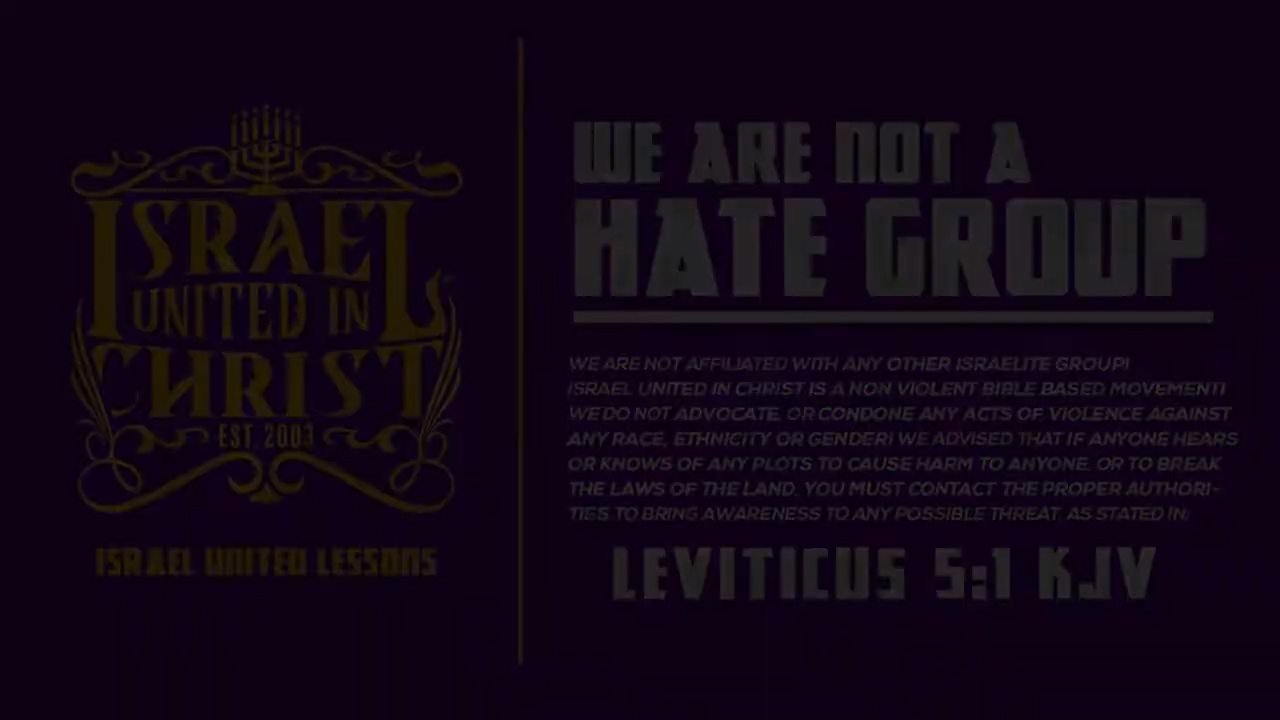 ISRAEL
UNITED IN
CHRIST
EST. 2003
ISRAEL UNITED LESSONS
WE ARE NOT A
HATE GROUP
WE ARE NOT AFFILIATED WITH ANY OTHER ISRAELITE GROUP!
ISRAEL UNITED IN CHRIST IS A NON VIOLENT BIBLE BASED MOVEMENT!
WE DO NOT ADVOCATE, OR CONDONE ANY ACTS OF VIOLENCE AGAINST
ANY RACE, ETHNICITY OR GENDER! WE ADVISED THAT IF ANYONE HEARS
OR KNOWS OF ANY PLOTS TO CAUSE HARM TO ANYONE, OR TO BREAK
THE LAWS OF THE LAND, YOU MUST CONTACT THE PROPER AUTHORI-
TIES TO BRING AWARENESS TO ANY POSSIBLE THREAT, AS STATED IN:
LEVITICUS 5:1 KJV